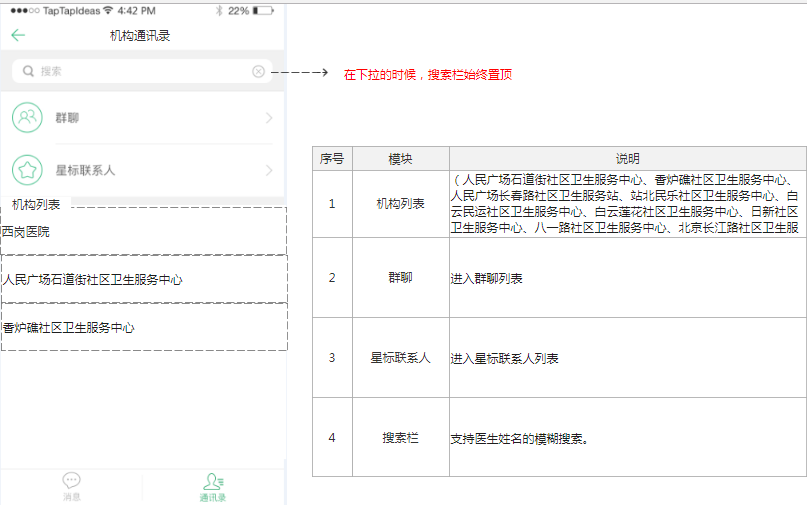 TapTapIdeas 4:42 PM 22%
机构通讯录
搜索
在下拉的时候，搜索栏始终置顶
群聊
星标联系人
机构列表
西岗医院
人民广场石道街社区卫生服务中心
香炉礁社区卫生服务中心
消息
通讯录
序号 模块 说明
1 机构列表
（人民广场石道街社区卫生服务中心、香炉礁社区卫生服务中心、
人民广场长春路社区卫生服务站、站北民乐社区卫生服务中心、白
云民运社区卫生服务中心、白云莲花社区卫生服务中心、日新社区
卫生服务中心、八一路社区卫生服务中心、北京长江路社区卫生服
2 群聊 进入群聊列表
3 星标联系人 进入星标联系人列表
4 搜索栏 支持医生姓名的模糊搜索。